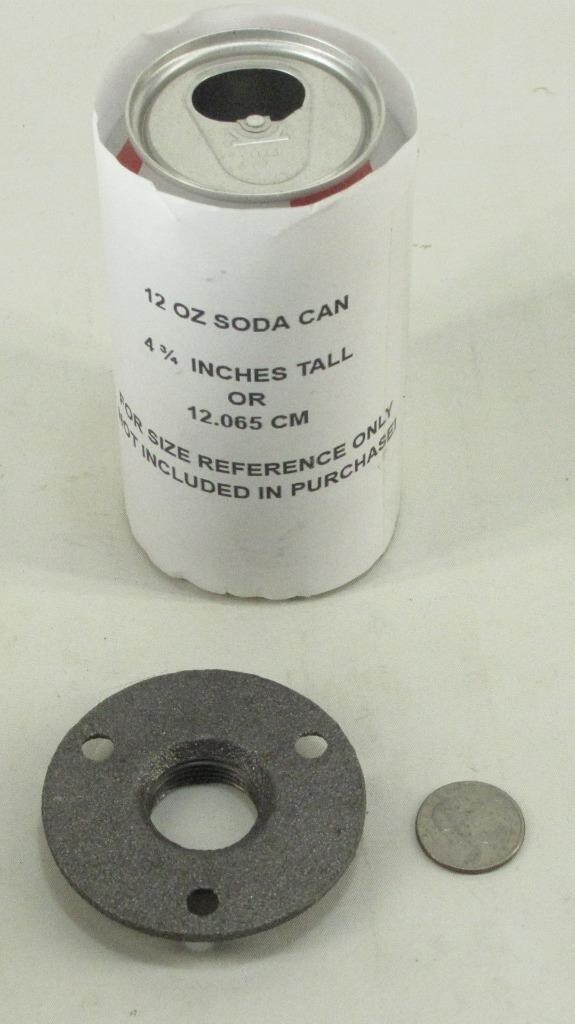 12 OZ SODA CAN
4 ¾ INCHES TALL
OR
12.065 CM
FOR SIZE REFERENCE ONLY
NOT INCLUDED IN PURCHASE!